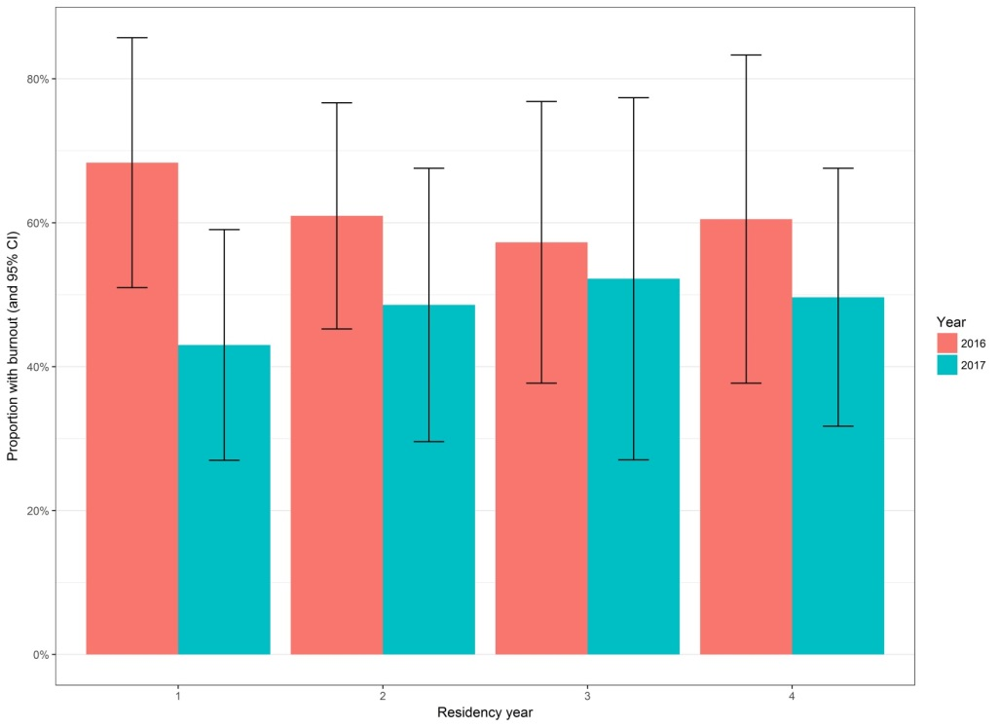 Proportion with burnout (and 95% CI)
80%
60%
40%
20%
0%
1 2 3 4
Residency year
Year
2016
2017